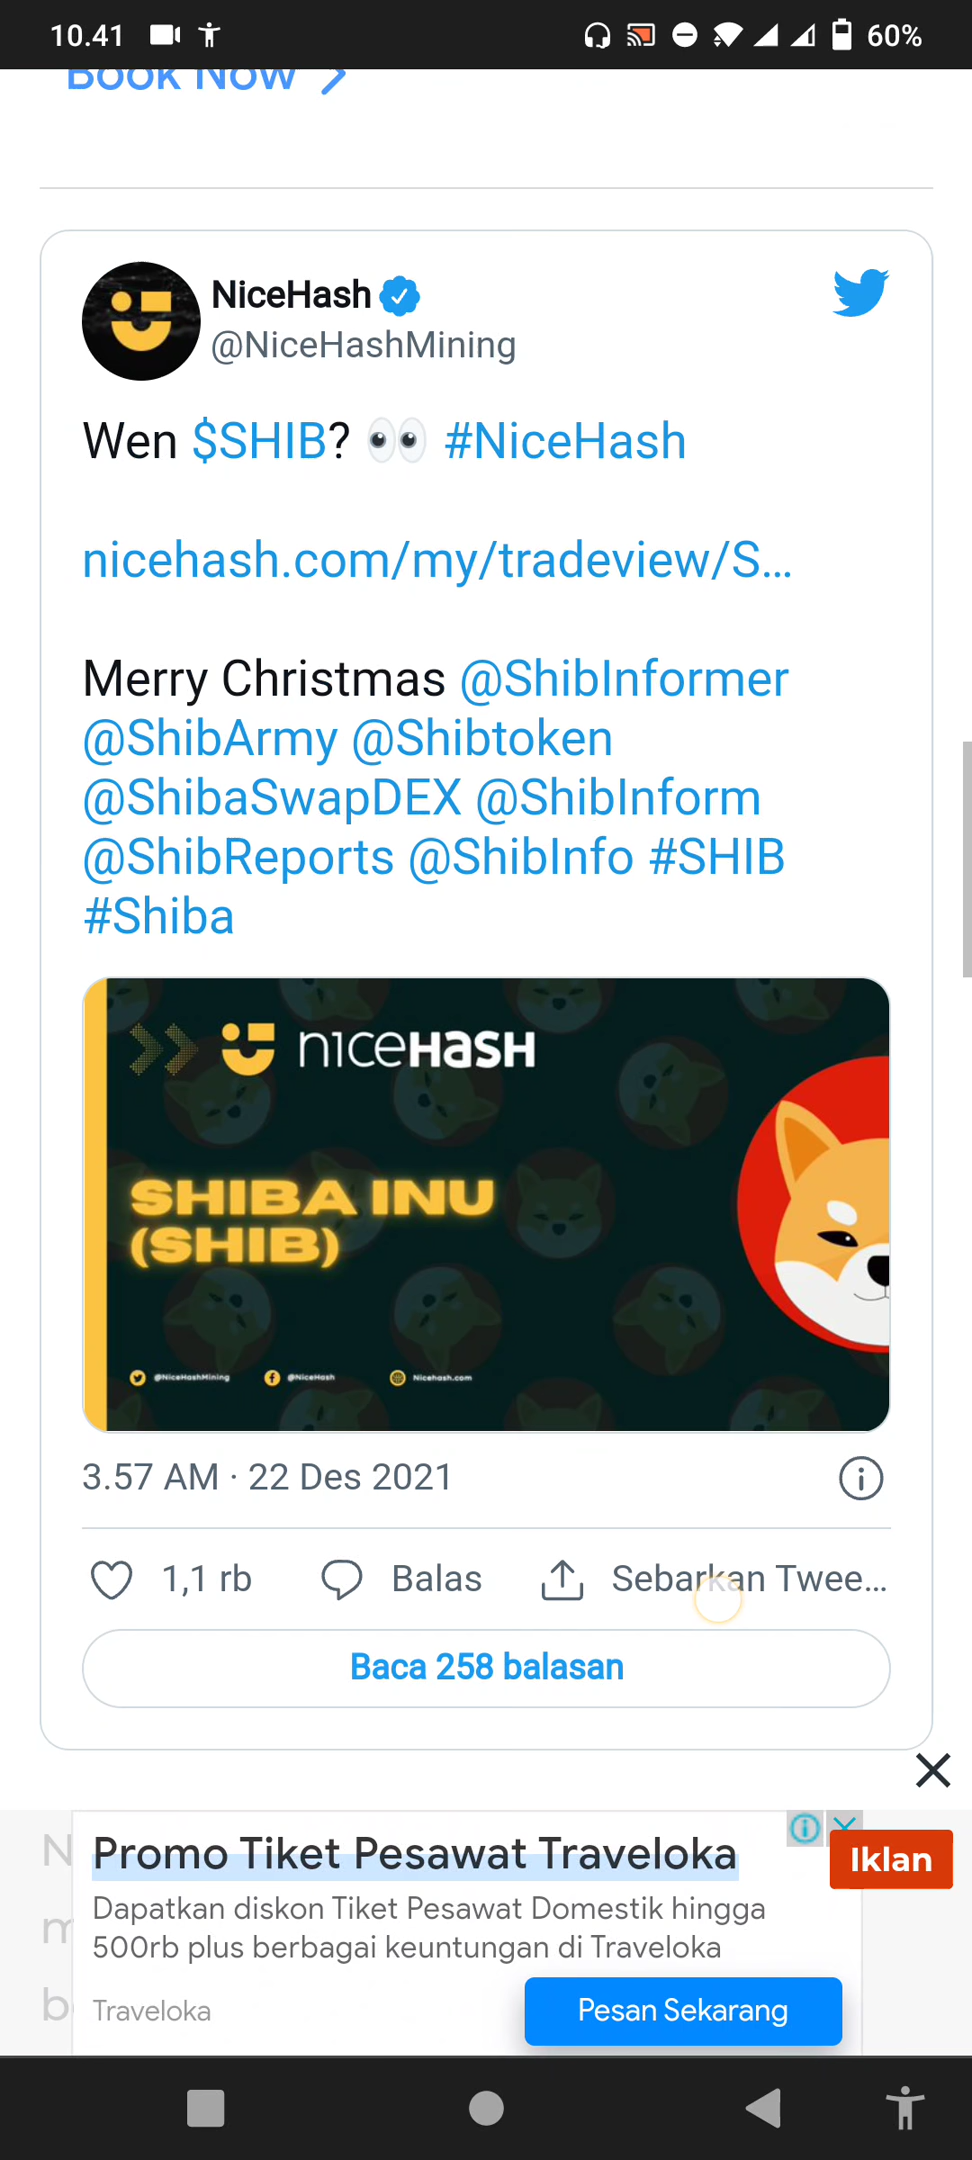 10.41
60%
Book Now
NiceHash
@NiceHashMining
Wen $SHIB? 👀 #NiceHash
nicehash.com/my/tradeview/S...
Merry Christmas @ShibInformer
@ShibArmy @Shibtoken
@ShibaSwapDEX @ShibInform
@ShibReports @ShibInfo #SHIB
#Shiba
nicehash
SHIBA INU
(SHIB)
@NiceHashMining @NiceHash Nicehash.com
3.57 AM · 22 Des 2021
1,1 rb Balas Sebarkan Twee...
Baca 258 balasan
Promo Tiket Pesawat Traveloka
Iklan
Dapatkan diskon Tiket Pesawat Domestik hingga
500rb plus berbagai keuntungan di Traveloka
Traveloka
Pesan Sekarang